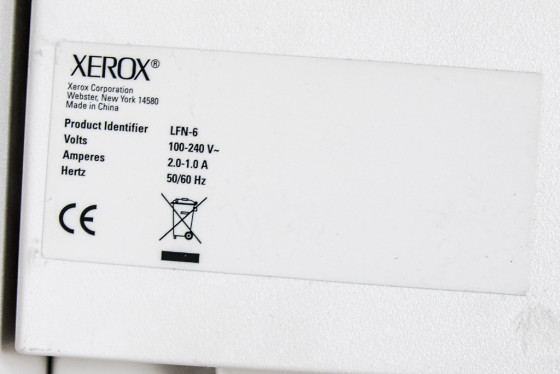 XEROX®
Xerox Corporation
Webster, New York 14580
Made in China
Product Identifier LFN-6
Volts 100-240 V~
Amperes 2.0-1.0 A
Hertz 50/60 Hz
CE